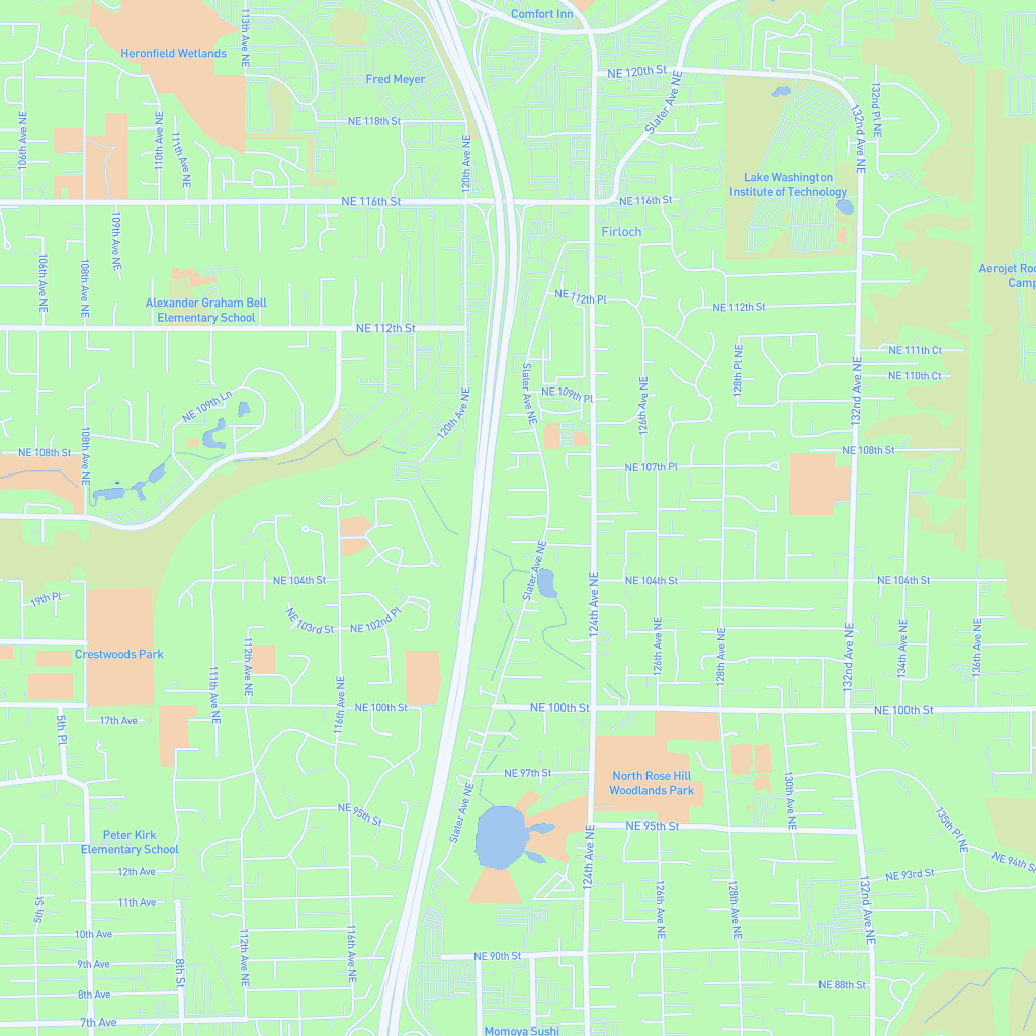 Comfort Inn
113th Ave NE
Heronfield Wetlands
Fred Meyer
NE 120th St
Slater Ave NE
132nd Pl NE
132nd Ave NE
106th Ave NE
110th Ave NE
111th Ave NE
NE 118th St
120th Ave NE
Lake Washington
Institute of Technology
NE 116th St
NE 116th St
109th Ave NE
Firloch
106th Ave NE
108th Ave NE
Alexander Graham Bell
Elementary School
NE 112th Pl
NE 112th St
NE 112th St
NE 111th Ct
NE 110th Ct
128th Pl NE
132nd Ave NE
Slater Ave NE
NE 109th Pl
126th Ave NE
NE 109th Ln
120th Ave NE
108th Ave NE
NE 108th St
NE 108th St
NE 107th Pl
Slater Ave NE
124th Ave NE
NE 104th St
NE 104th St
NE 104th St
19th Pl
NE 103rd St
NE 102nd Pl
Crestwoods Park
112th Ave NE
111th Ave NE
116th Ave NE
126th Ave NE
128th Ave NE
132nd Ave NE
134th Ave NE
136th Ave NE
NE 100th St
NE 100th St
NE 100th St
17th Ave
5th Pl
NE 97th St
North Rose Hill
Woodlands Park
130th Ave NE
Slater Ave NE
NE 95th St
NE 95th St
135th Pl NE
Peter Kirk
Elementary School
124th Ave NE
NE 94th
12th Ave
NE 93rd St
11th Ave
5th St
126th Ave NE
128th Ave NE
132nd Ave NE
10th Ave
112th Ave NE
116th Ave NE
8th St
NE 90th St
9th Ave
NE 88th St
8th Ave
7th Ave
Momoya Sushi